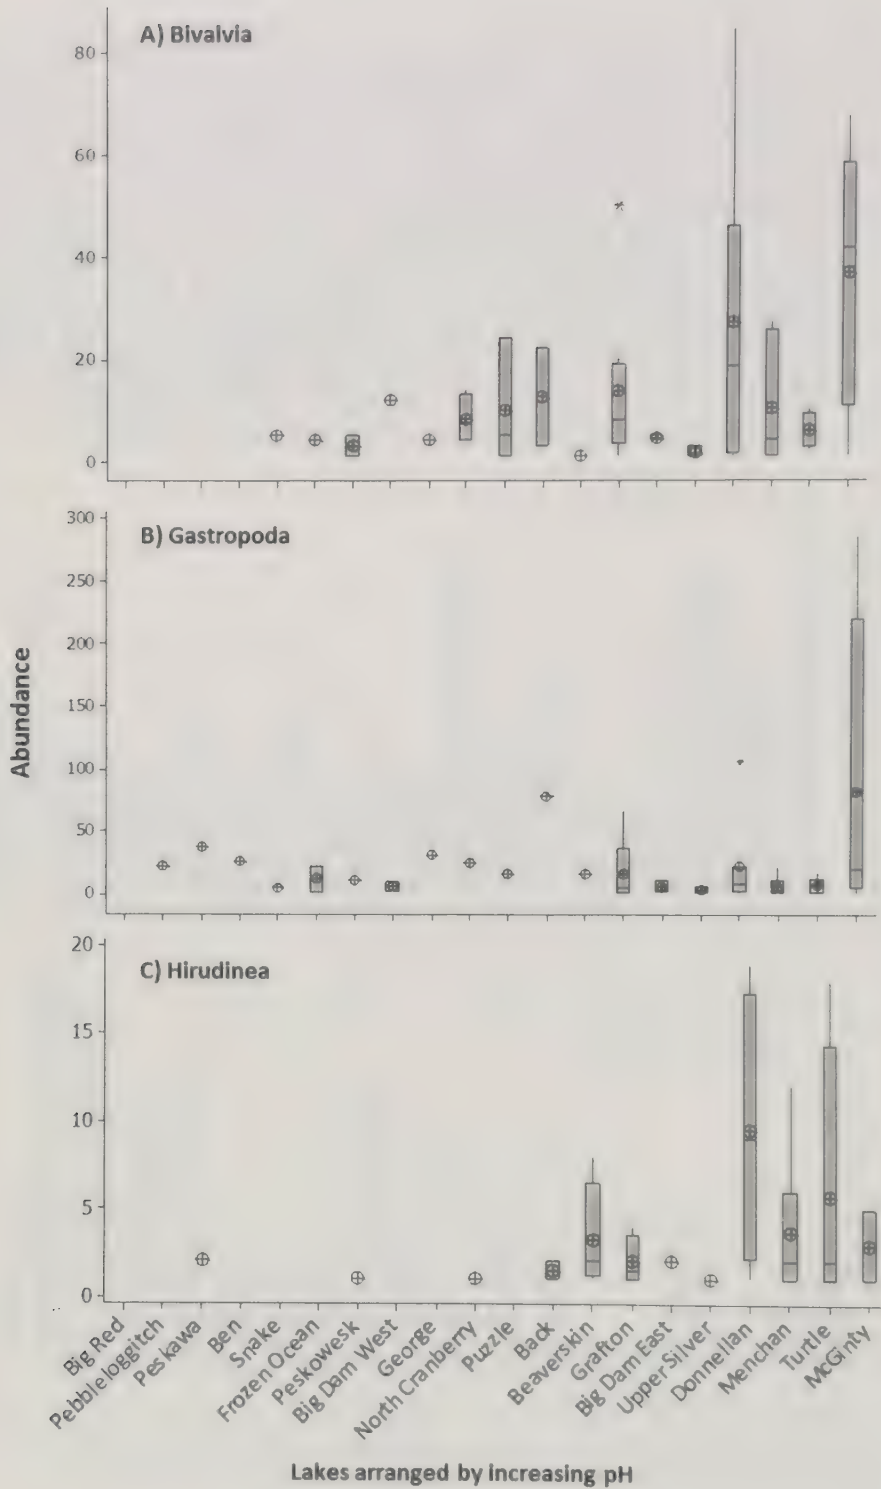 A) Bivalvia
80
60
40
20
0
B) Gastropoda
300
250
200
150
100
50
0
Abundance
C) Hirudinea
20
15
10
5
0
Big Red
Pebbleloggitch
Peskawa
Ben
Snake
Frozen Ocean
Peskowesk
Big Dam West
George
North Cranberry
Puzzle
Back
Beaverskin
Grafton
Big Dam East
Upper Silver
Donnellan
Menchan
Turtle
McGinty
Lakes arranged by increasing pH